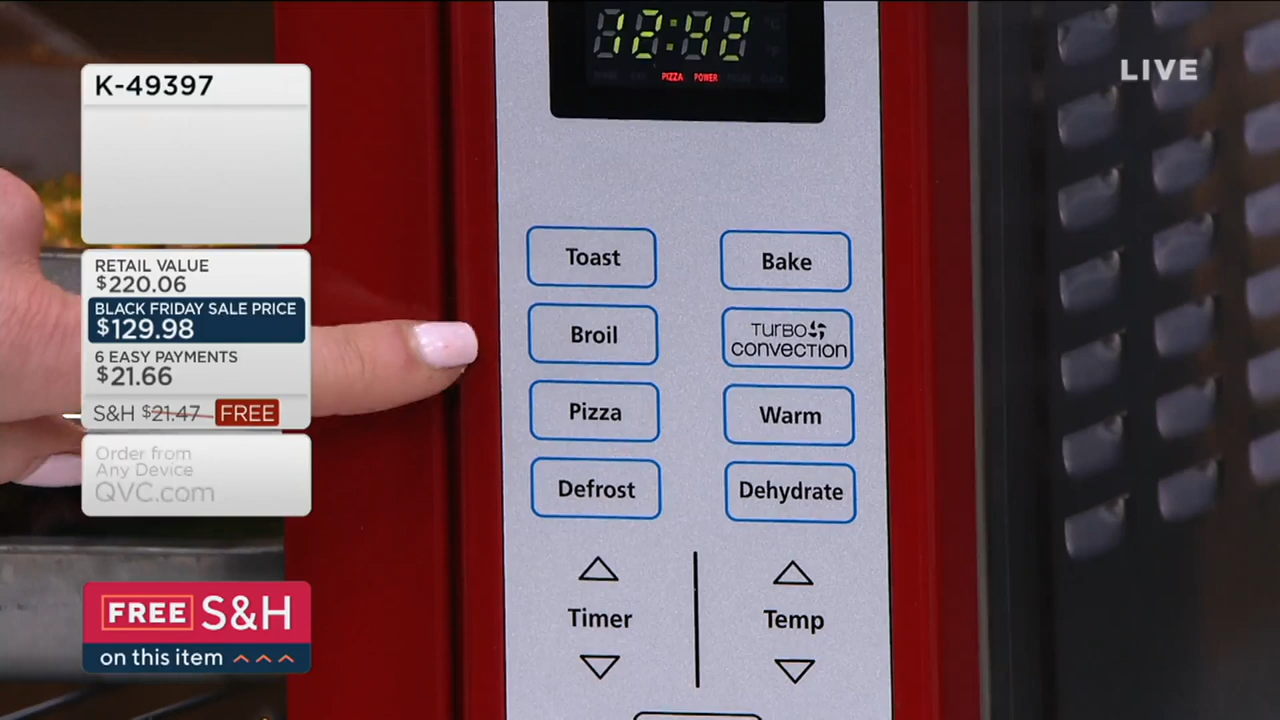 K-49397
RETAIL VALUE
$220.06
BLACK FRIDAY SALE PRICE
$129.98
6 EASY PAYMENTS
$21.66
S&H $21.47 FREE
Order from
Any Device
QVC.com
FREE S&H
on this item
LIVE
12:42
PIZZA POWER
Toast
Bake
Broil
TURBO
CONVECTION
Pizza
Warm
Defrost
Dehydrate
Timer
Temp